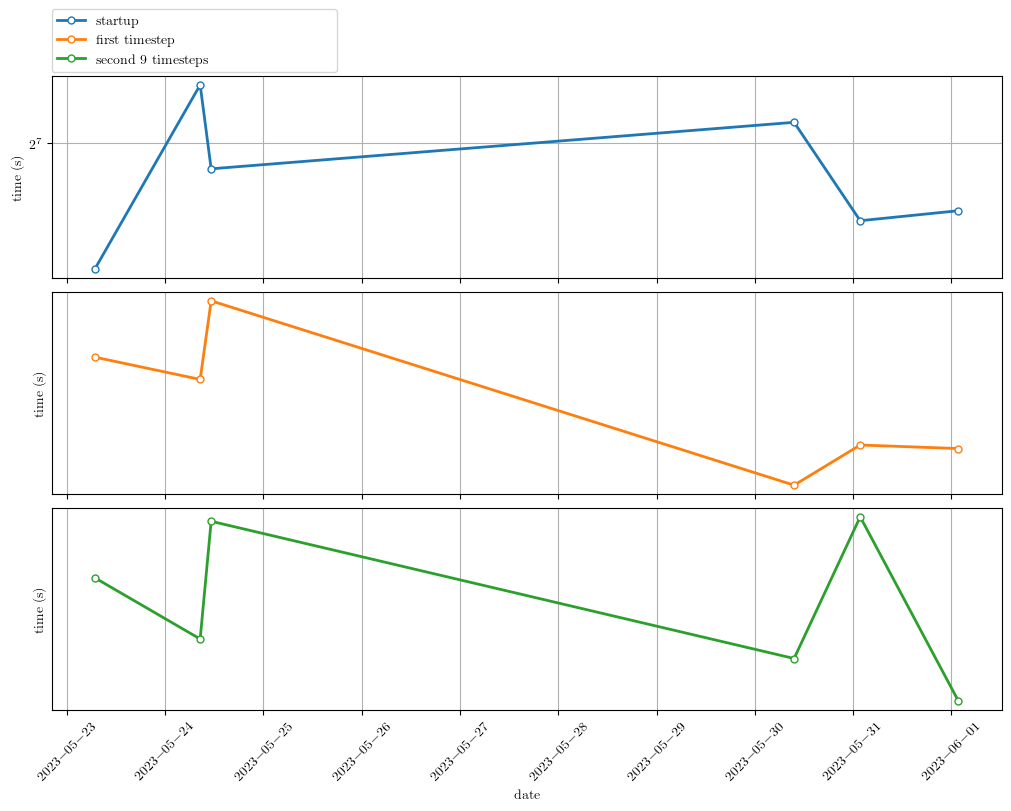 startup
first timestep
second 9 timesteps
2^7
time (s)
time (s)
time (s)
2023−05−23
2023−05−24
2023−05−25
2023−05−26
2023−05−27
2023−05−28
2023−05−29
2023−05−30
2023−05−31
2023−06−01
date